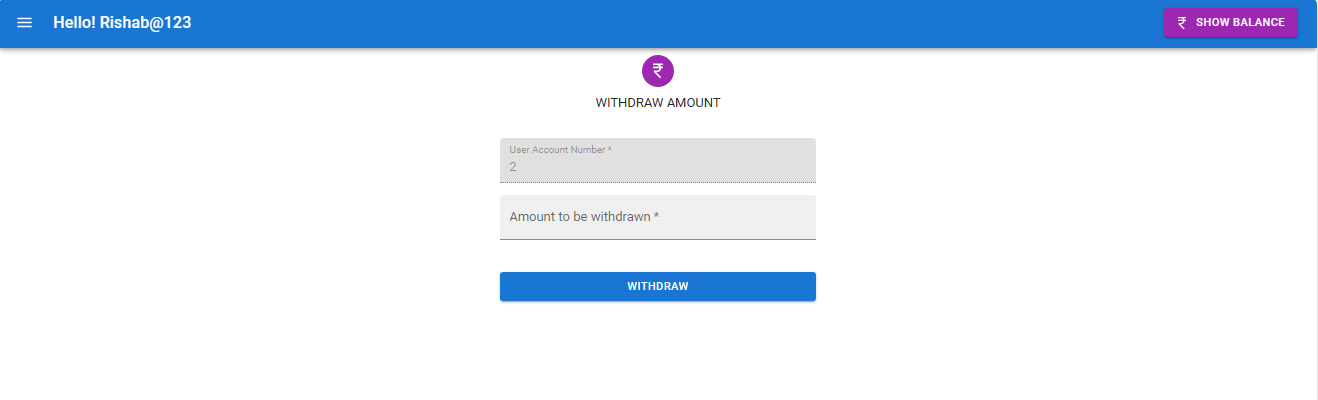 Hello! Rishab@123
₹ SHOW BALANCE
₹
WITHDRAW AMOUNT
User Account Number *
2
Amount to be withdrawn *
WITHDRAW